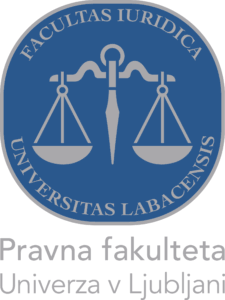 FACULTAS IURIDICA
UNIVERSITAS LABACENSIS
Pravna fakulteta
Univerza v Ljubljani